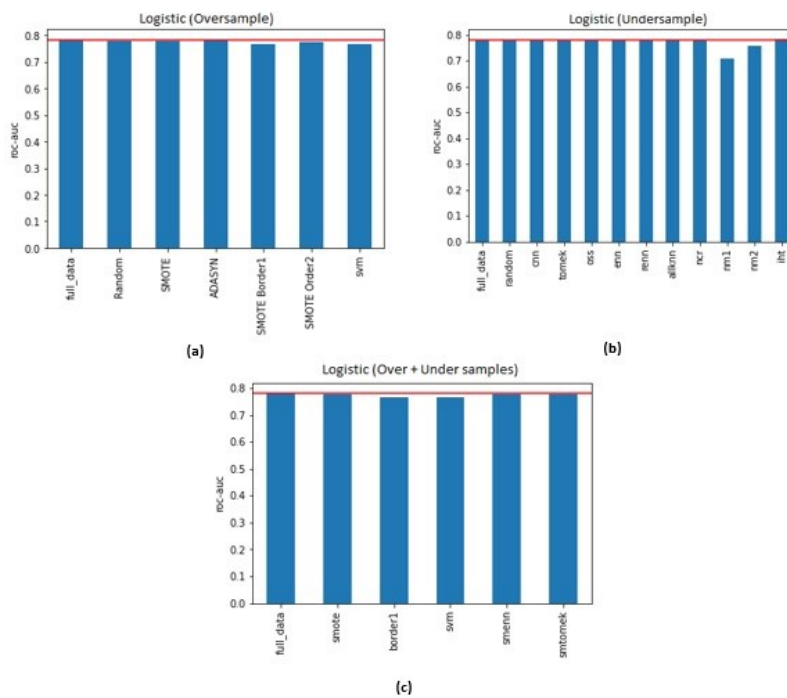 Logistic (Oversample)
roc-auc
0.8
0.7
0.6
0.5
0.4
0.3
0.2
0.1
0.0
full_data
Random
SMOTE
ADASYN
SMOTE Border1
SMOTE Order2
svm
(a)
Logistic (Undersample)
roc-auc
0.8
0.7
0.6
0.5
0.4
0.3
0.2
0.1
0.0
full_data
random
cnn
tomek
oss
enn
renn
allknn
ncr
nm1
nm2
iht
(b)
Logistic (Over + Under samples)
roc-auc
0.8
0.7
0.6
0.5
0.4
0.3
0.2
0.1
0.0
full_data
smote
border1
svm
smenn
smtomek
(c)